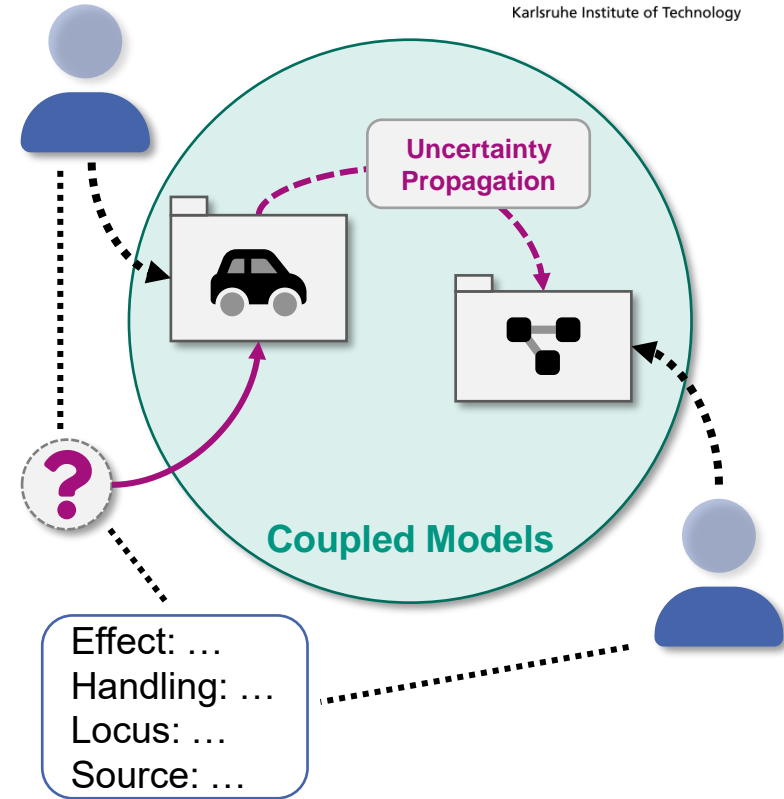 Karlsruhe Institute of Technology
Uncertainty
Propagation
?
Coupled Models
Effect: …
Handling: …
Locus: …
Source: …